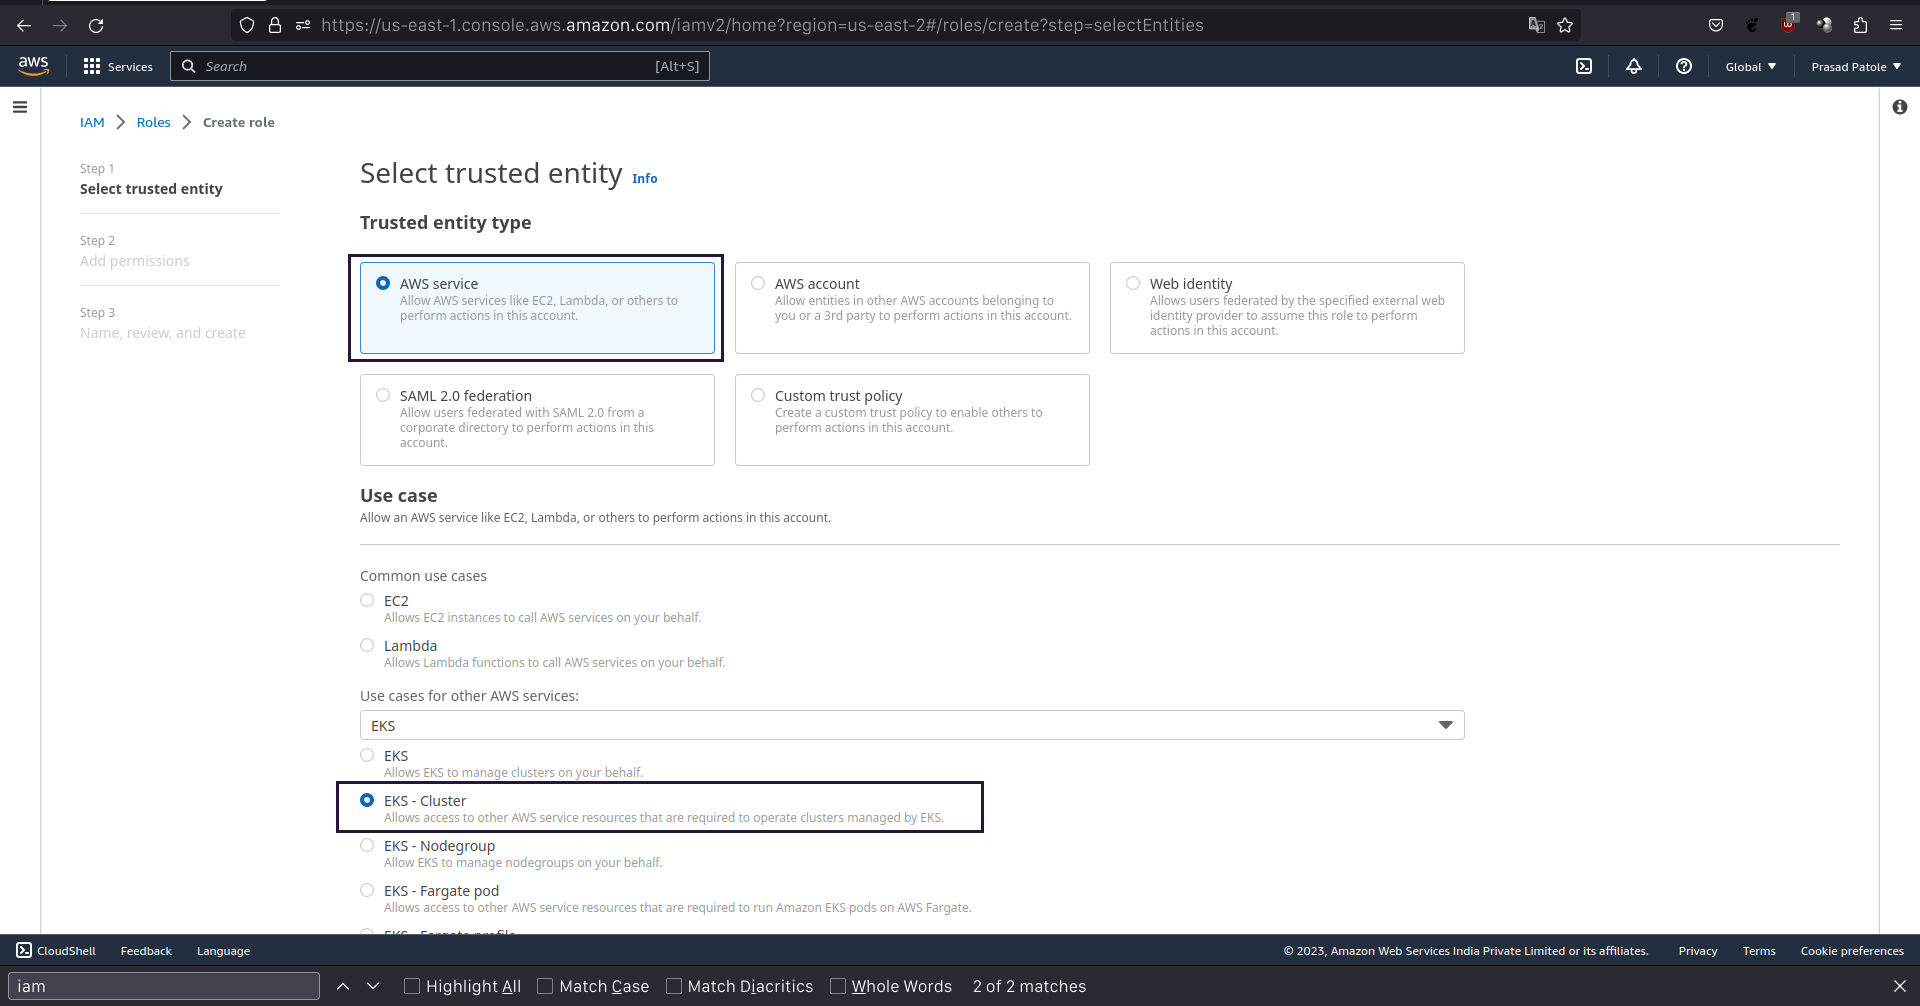 https://us-east-1.console.aws.amazon.com/iamv2/home?region=us-east-2#/roles/create?step=selectEntities
1
aws
Services
Search
[Alt+S]
Global
Prasad Patole
IAM
Roles
Create role
Step 1
Select trusted entity
Step 2
Add permissions
Step 3
Name, review, and create
Select trusted entity
Info
Trusted entity type
AWS service
Allow AWS services like EC2, Lambda, or others to
perform actions in this account.
AWS account
Allow entities in other AWS accounts belonging to
you or a 3rd party to perform actions in this account.
Web identity
Allows users federated by the specified external web
identity provider to assume this role to perform
actions in this account.
SAML 2.0 federation
Allow users federated with SAML 2.0 from a
corporate directory to perform actions in this
account.
Custom trust policy
Create a custom trust policy to enable others to
perform actions in this account.
Use case
Allow an AWS service like EC2, Lambda, or others to perform actions in this account.
Common use cases
EC2
Allows EC2 instances to call AWS services on your behalf.
Lambda
Allows Lambda functions to call AWS services on your behalf.
Use cases for other AWS services:
EKS
EKS
Allows EKS to manage clusters on your behalf.
EKS - Cluster
Allows access to other AWS service resources that are required to operate clusters managed by EKS.
EKS - Nodegroup
Allow EKS to manage nodegroups on your behalf.
EKS - Fargate pod
Allows access to other AWS service resources that are required to run Amazon EKS pods on AWS Fargate.
EKS - Fargate profile
CloudShell
Feedback
Language
© 2023, Amazon Web Services India Private Limited or its affiliates.
Privacy
Terms
Cookie preferences
iam
Highlight All
Match Case
Match Diacritics
Whole Words
2 of 2 matches